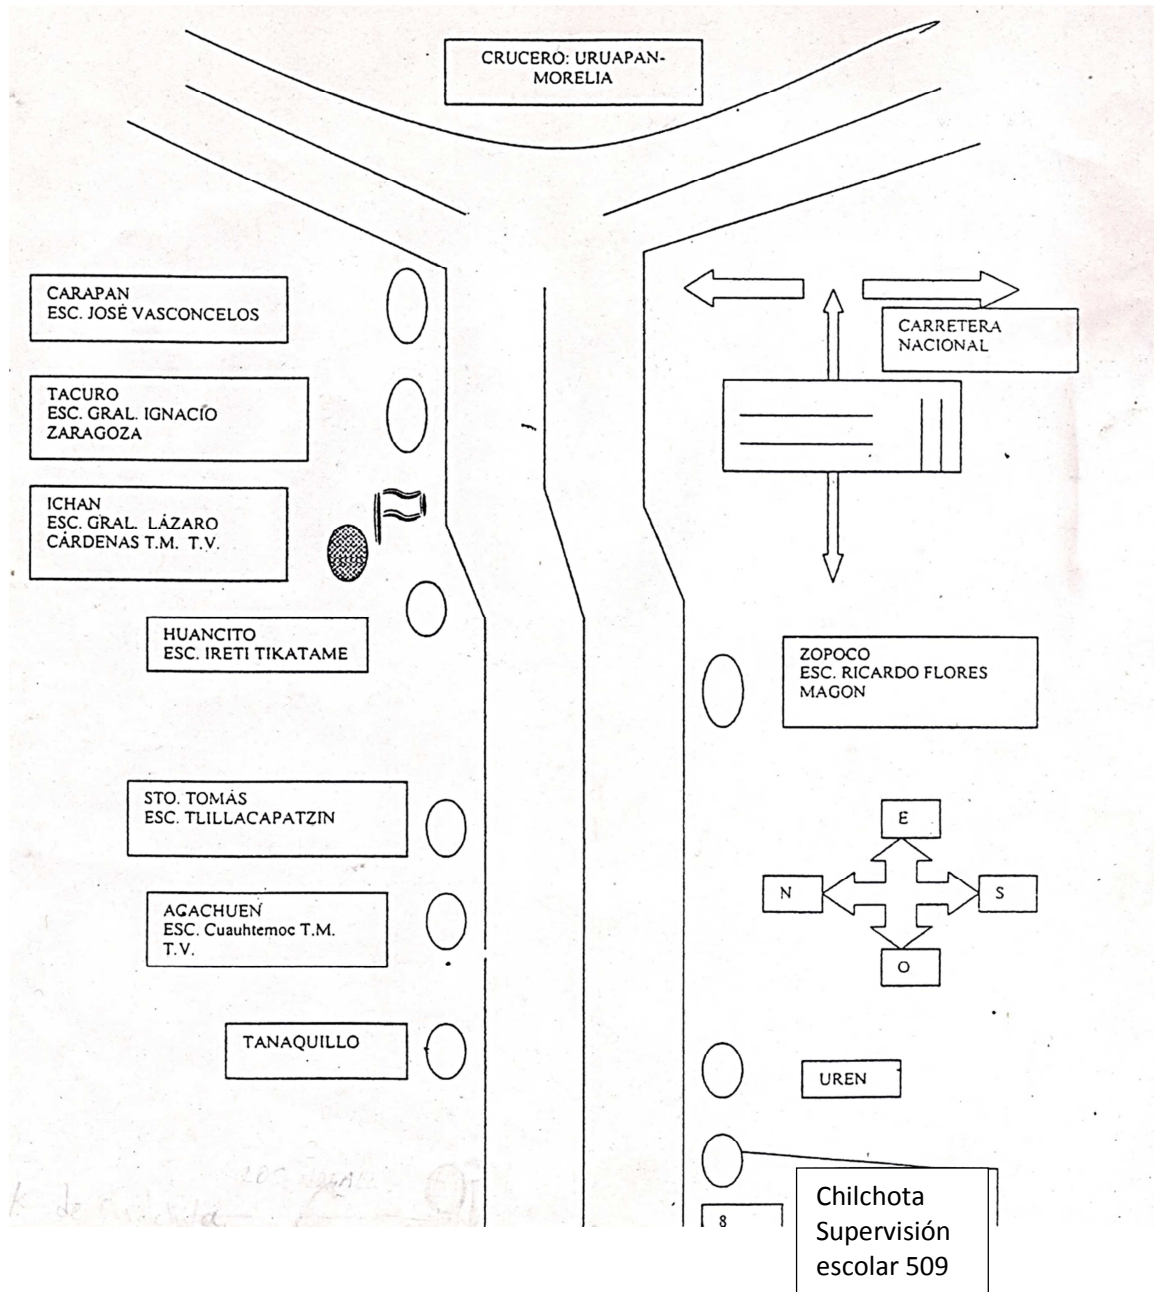 CRUCERO: URUAPAN-
MORELIA
CARAPAN
ESC. JOSÉ VASCONCELOS
CARRETERA
NACIONAL
TACURO
ESC. GRAL. IGNACIO
ZARAGOZA
ICHAN
ESC. GRAL. LÁZARO
CÁRDENAS T.M. T.V.
HUANCITO
ESC. IRETI TIKATAME
ZOPOCO
ESC. RICARDO FLORES
MAGON
STO. TOMÁS
ESC. TLILLACAPATZIN
E
N
S
O
ACACHUEN
ESC. Cuauhtemoc T.M.
T.V.
TANAQUILLO
UREN
8
Chilchota
Supervisión
escolar 509